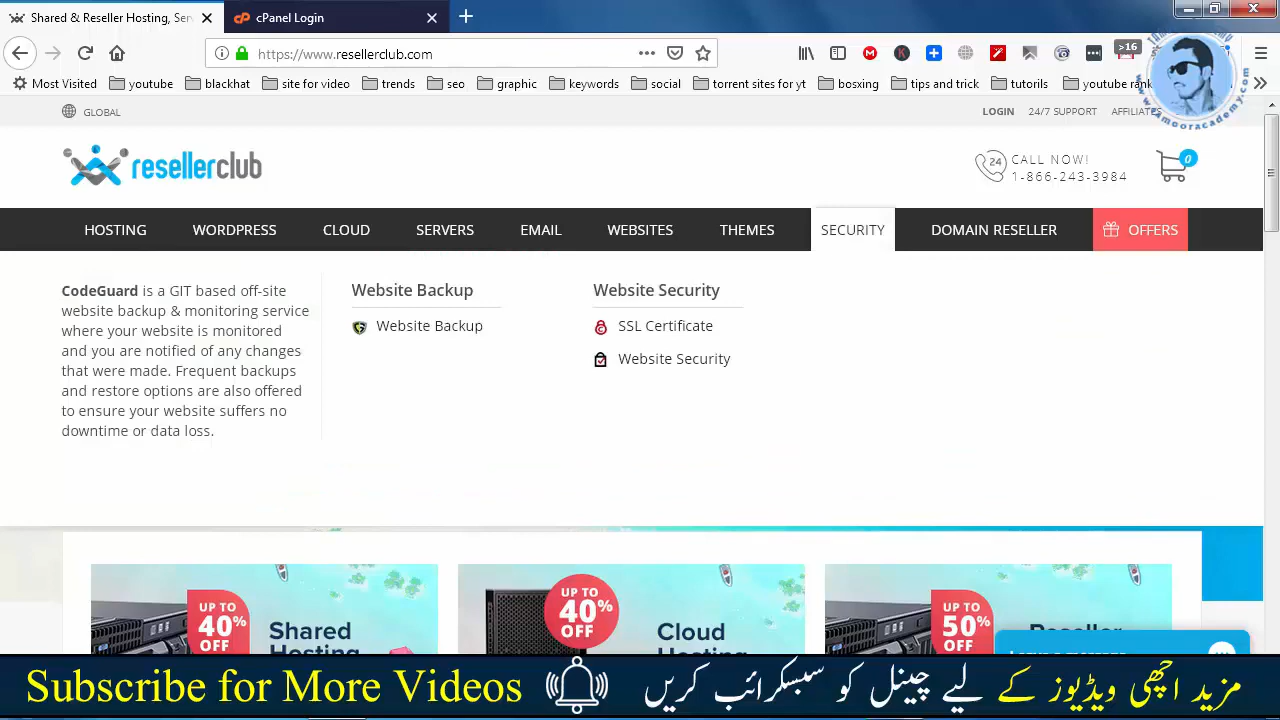 Shared & Reseller Hosting, Ser
cPanel Login
https://www.resellerclub.com
>16
Most Visited
youtube
blackhat
site for video
trends
seo
graphic
keywords
social
torrent sites for yt
bosxing
tips and trick
tutorils
youtube rank
GLOBAL
LOGIN
24/7 SUPPORT
AFFILIATES
resellerclub
24
CALL NOW!
1-866-243-3984
0
HOSTING
WORDPRESS
CLOUD
SERVERS
EMAIL
WEBSITES
THEMES
SECURITY
DOMAIN RESELLER
OFFERS
CodeGuard is a GIT based off-site
website backup & monitoring service
where your website is monitored
and you are notified of any changes
that were made. Frequent backups
and restore options are also offered
to ensure your website suffers no
downtime or data loss.
Website Backup
Website Backup
Website Security
SSL Certificate
Website Security
UP TO
40%
OFF
Shared
Hosting
UP TO
40%
OFF
Cloud
Hosting
UP TO
50%
OFF
Reseller
Subscribe for More Videos
مزید اچھی ویڈیوز کے لیے چینل کو سبسکرائب کریں